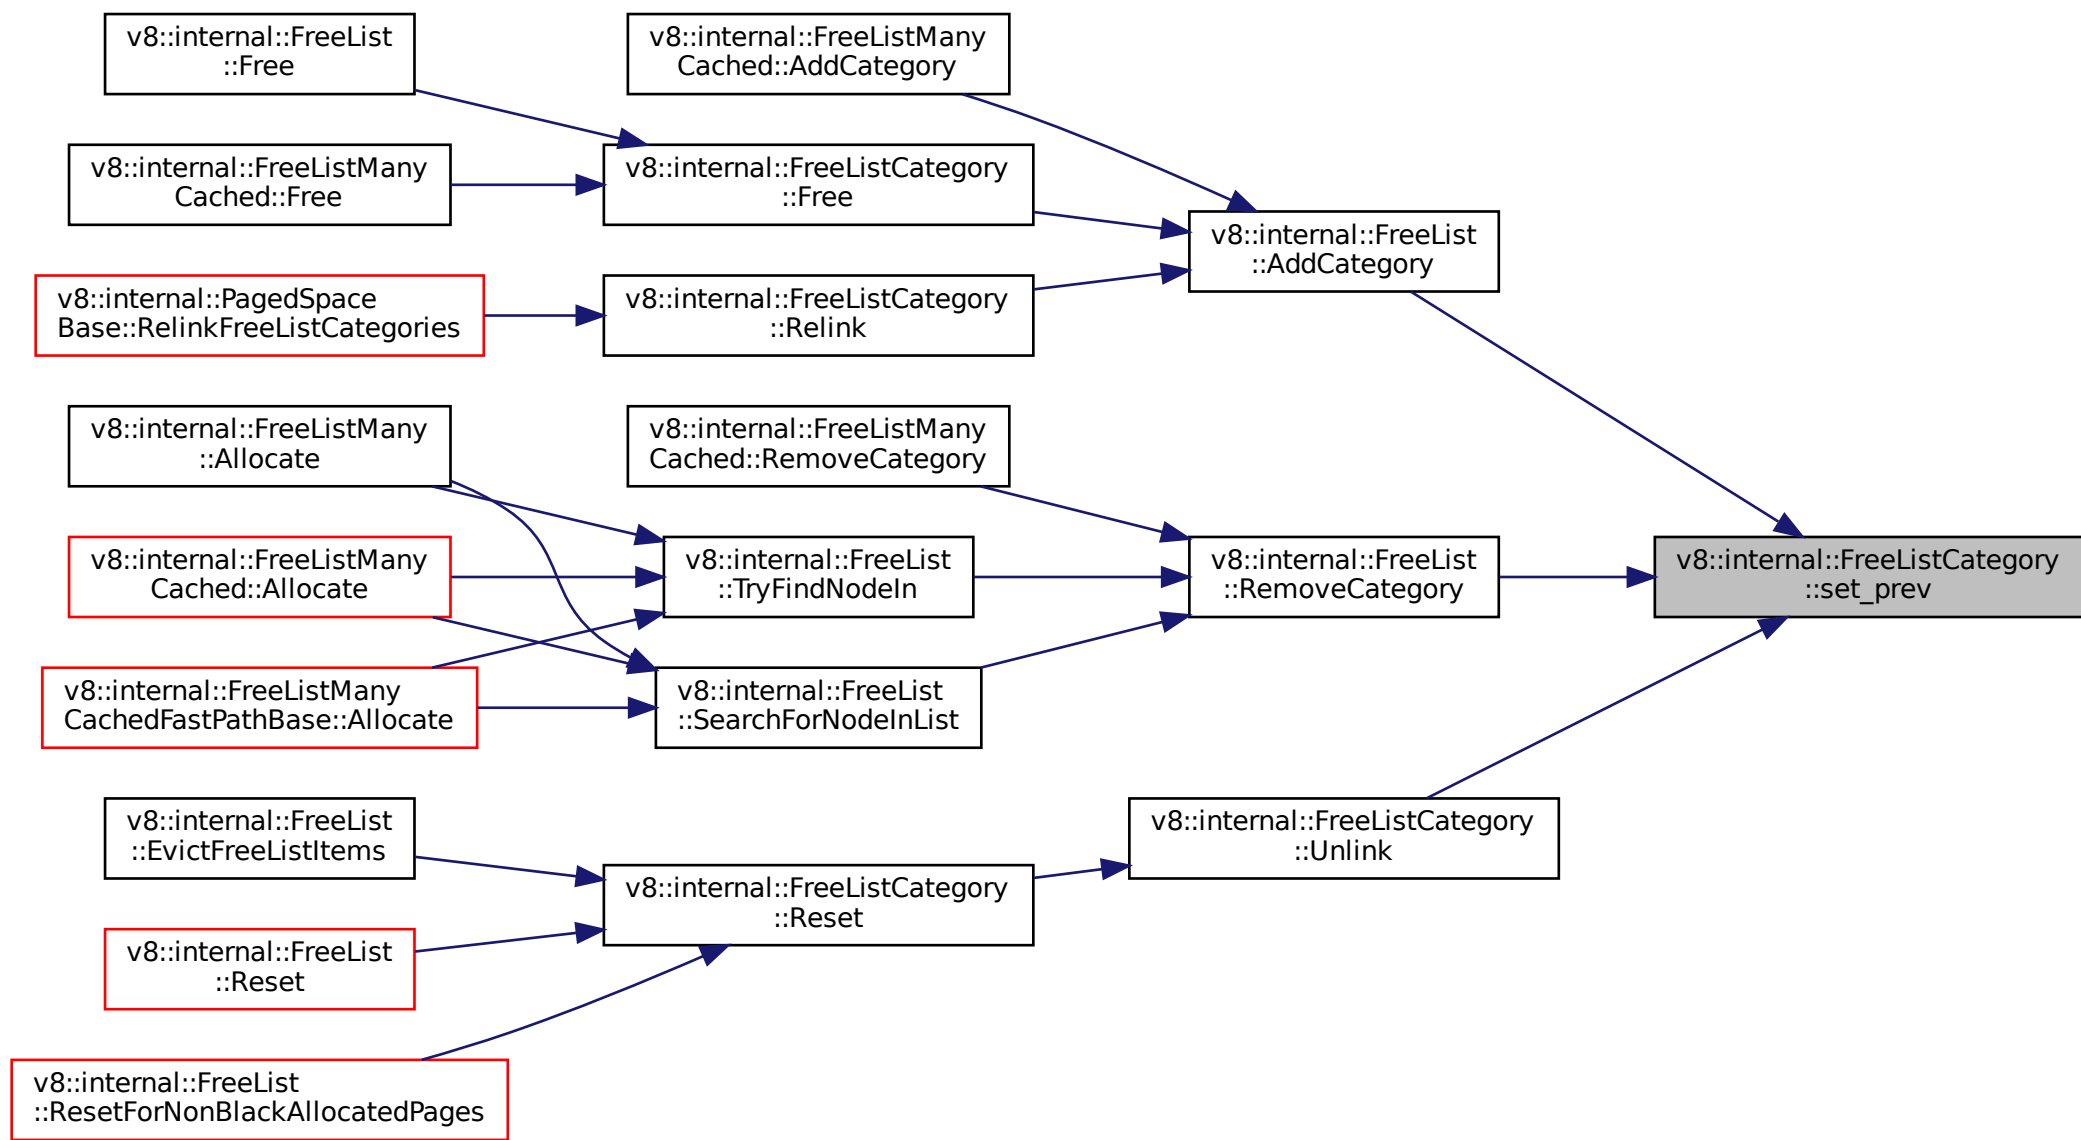 v8::internal::FreeList
::Free
v8::internal::FreeListMany
Cached::AddCategory
v8::internal::FreeListMany
Cached::Free
v8::internal::FreeListCategory
::Free
v8::internal::FreeList
::AddCategory
v8::internal::PagedSpace
Base::RelinkFreeListCategories
v8::internal::FreeListCategory
::Relink
v8::internal::FreeListMany
::Allocate
v8::internal::FreeListMany
Cached::RemoveCategory
v8::internal::FreeListMany
Cached::Allocate
v8::internal::FreeList
::TryFindNodeIn
v8::internal::FreeList
::RemoveCategory
v8::internal::FreeListCategory
::set_prev
v8::internal::FreeListMany
CachedFastPathBase::Allocate
v8::internal::FreeList
::SearchForNodeInList
v8::internal::FreeList
::EvictFreeListItems
v8::internal::FreeListCategory
::Unlink
v8::internal::FreeListCategory
::Reset
v8::internal::FreeList
::Reset
v8::internal::FreeList
::ResetForNonBlackAllocatedPages